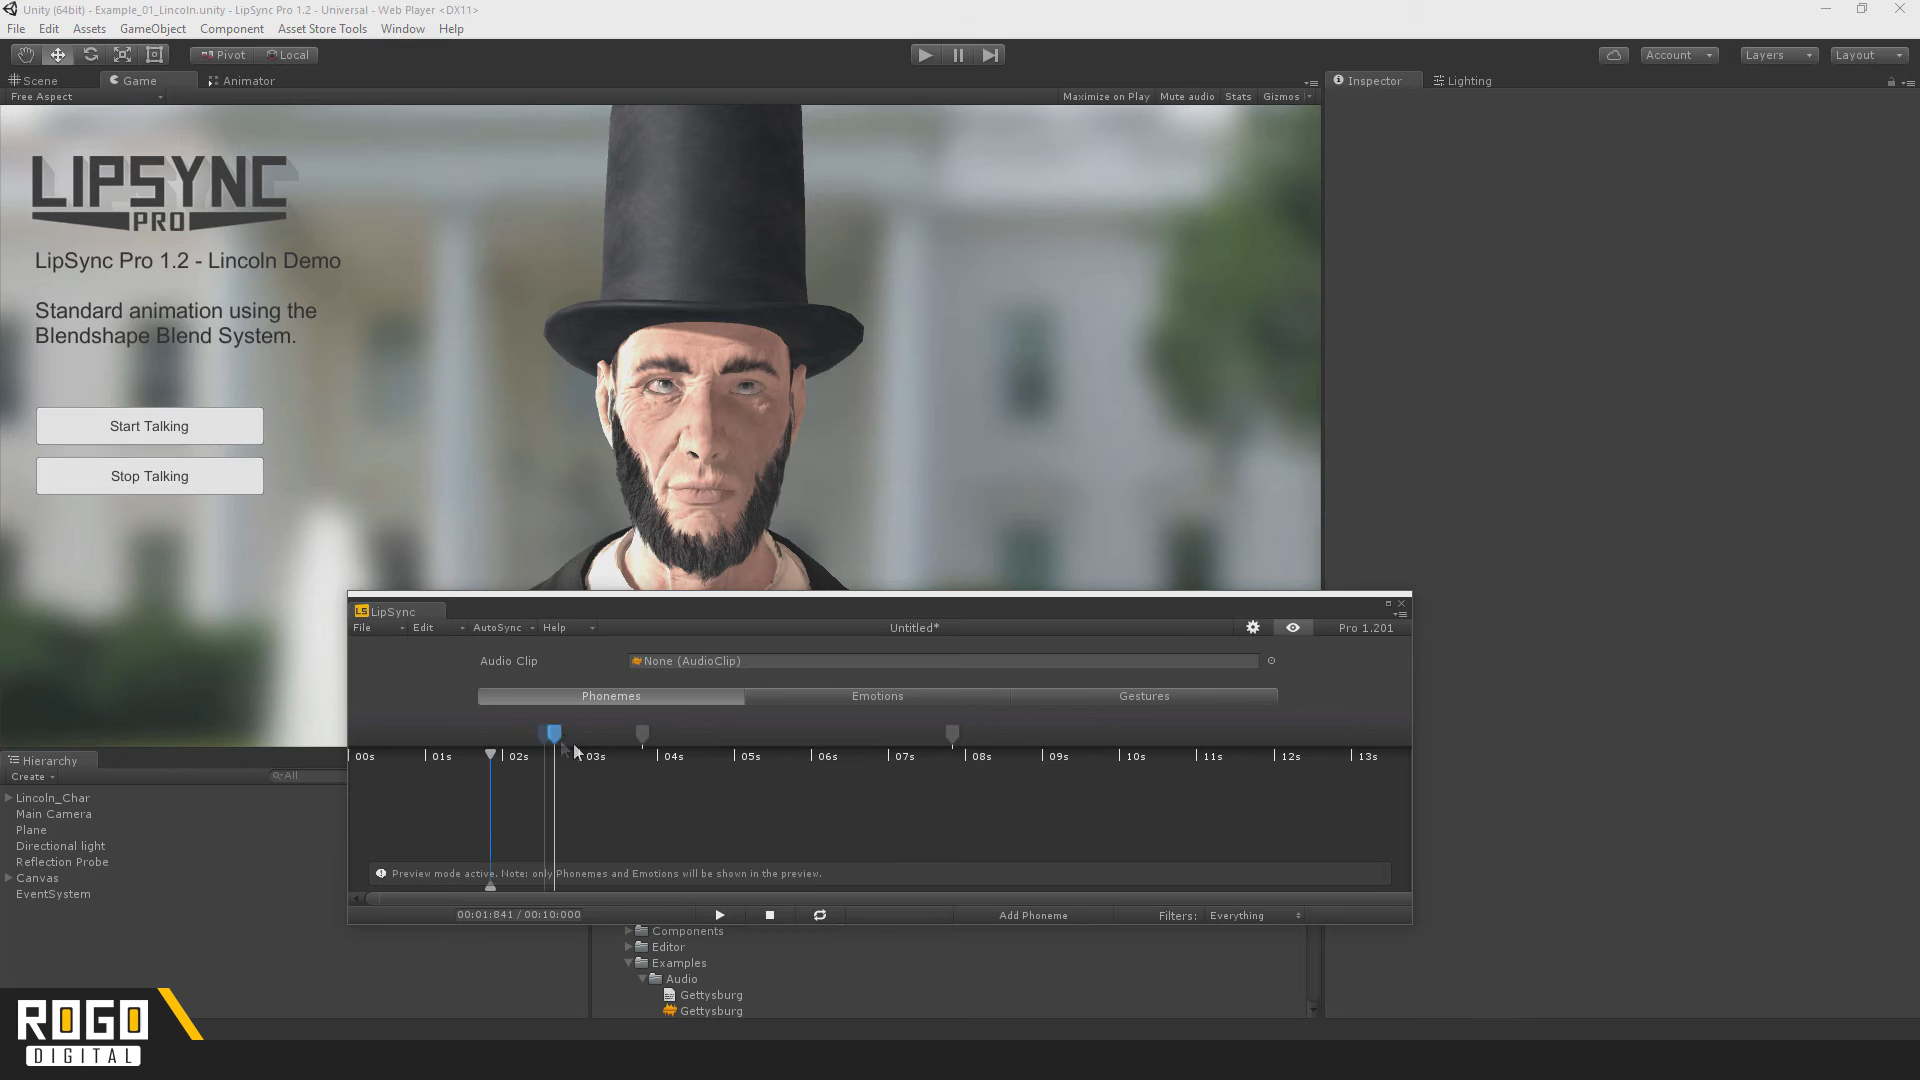 Unity (64bit) - Example_01_Lincoln.unity - LipSync Pro 1.2 - Universal - Web Player <DX11>
File Edit Assets GameObject Component Asset Store Tools Window Help
Pivot Local Account Layers Layout
Scene Game Animator Inspector Lighting
Free Aspect Maximize on Play Mute audio Stats Gizmos
LIPSYNC
PRO
LipSync Pro 1.2 - Lincoln Demo
Standard animation using the
Blendshape Blend System.
Start Talking
Stop Talking
LS LipSync
File Edit AutoSync Help Untitled* Pro 1.201
Audio Clip None (AudioClip)
Phonemes Emotions Gestures
00s 01s 02s 03s 04s 05s 06s 07s 08s 09s 10s 11s 12s 13s
Preview mode active. Note: only Phonemes and Emotions will be shown in the preview.
00:01:841 / 00:10:000 Add Phoneme Filters: Everything
Hierarchy
Create All
Lincoln_Char
Main Camera
Plane
Directional light
Reflection Probe
Canvas
EventSystem
Components
Editor
Examples
Audio
Gettysburg
Gettysburg
ROGO
DIGITAL